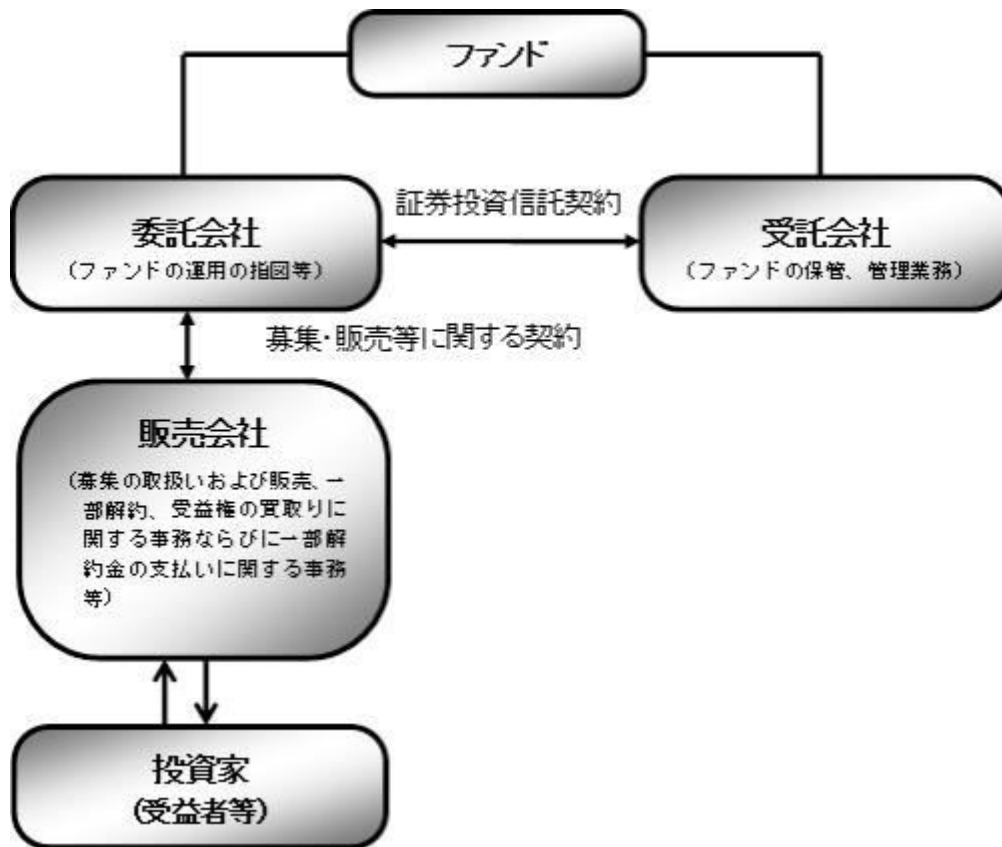 ファンド
委託会社
（ファンドの運用の指図等）
証券投資信託契約
受託会社
（ファンドの保管、管理業務）
募集・販売等に関する契約
販売会社
（募集の取扱いおよび販売、一
部解約、受益権の買取りに
関する事務ならびに一部解
約金の支払いに関する事務
等）
投資家
（受益者等）